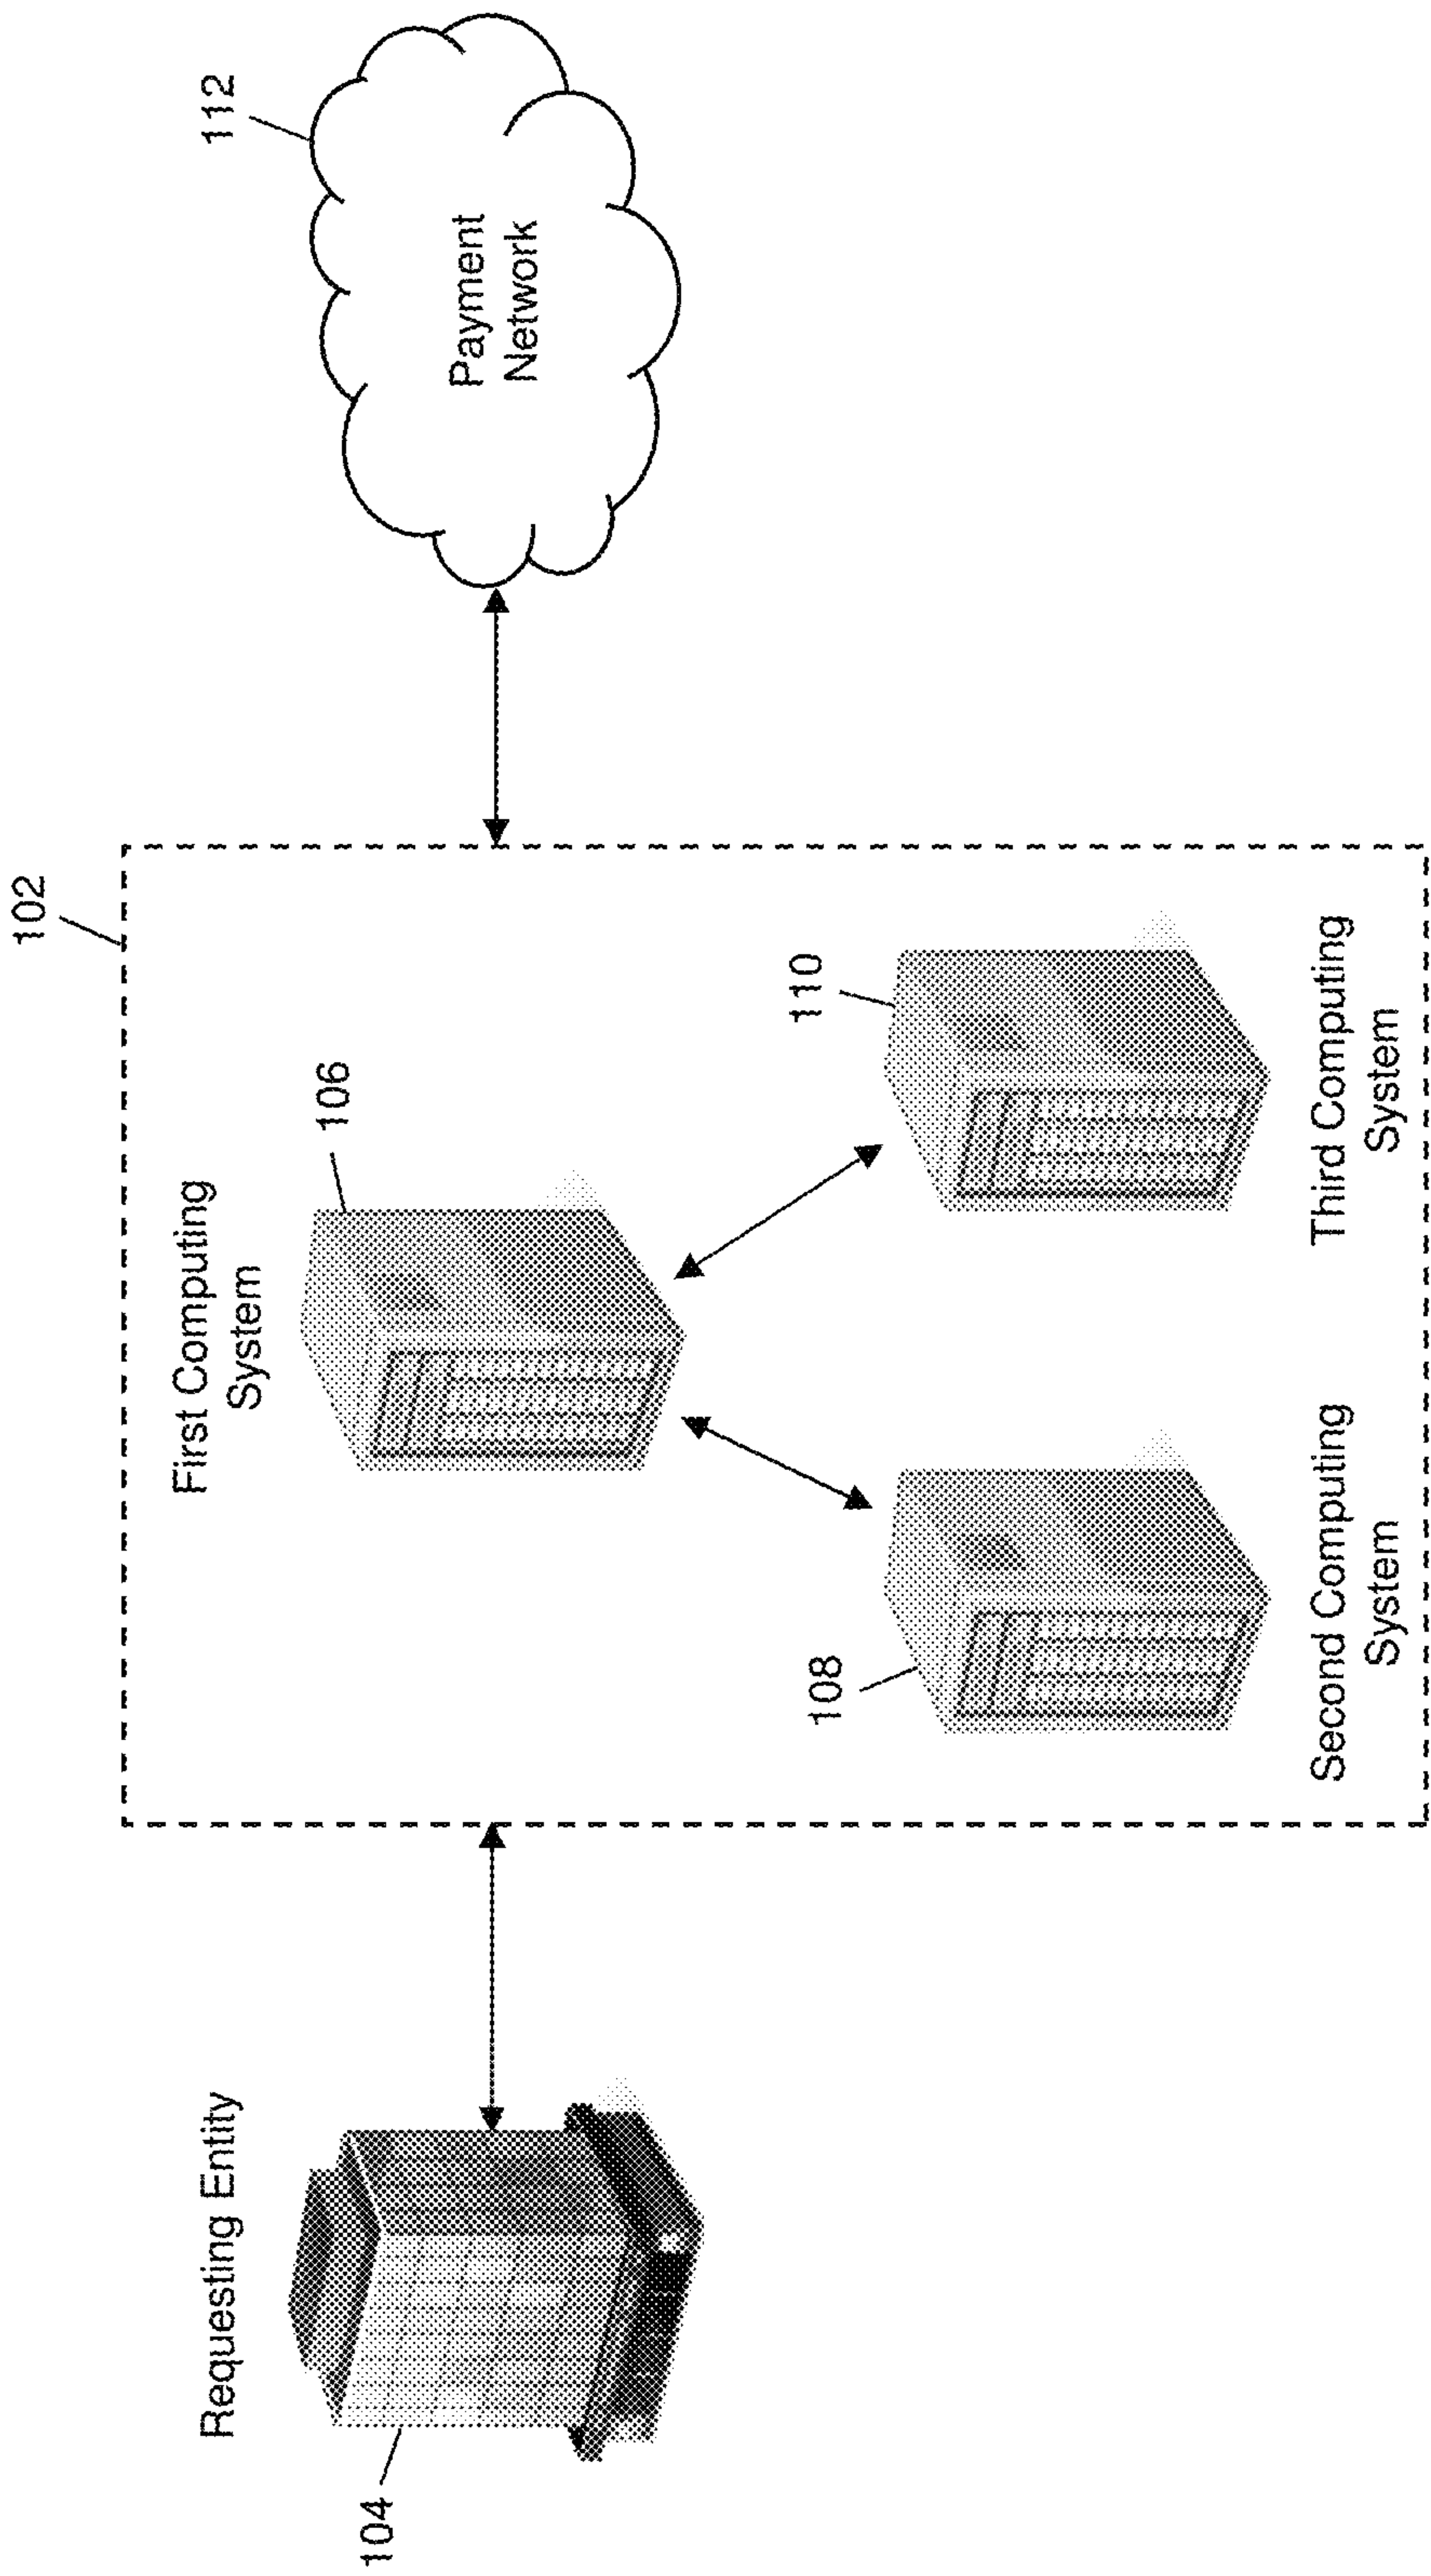 102
112
Requesting Entity
104
First Computing
System
106
Payment
Network
108
110
Second Computing
System
Third Computing
System